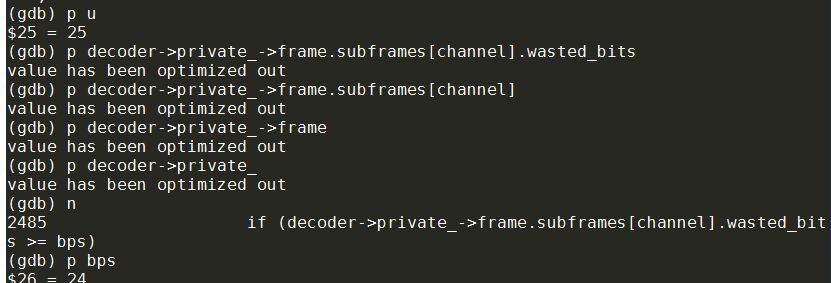 (gdb) p u
$25 = 25
(gdb) p decoder->private_->frame.subframes[channel].wasted_bits
value has been optimized out
(gdb) p decoder->private_->frame.subframes[channel]
value has been optimized out
(gdb) p decoder->private_->frame
value has been optimized out
(gdb) p decoder->private_
value has been optimized out
(gdb) n
2485                    if (decoder->private_->frame.subframes[channel].wasted_bit
s >= bps)
(gdb) p bps
$26 = 24